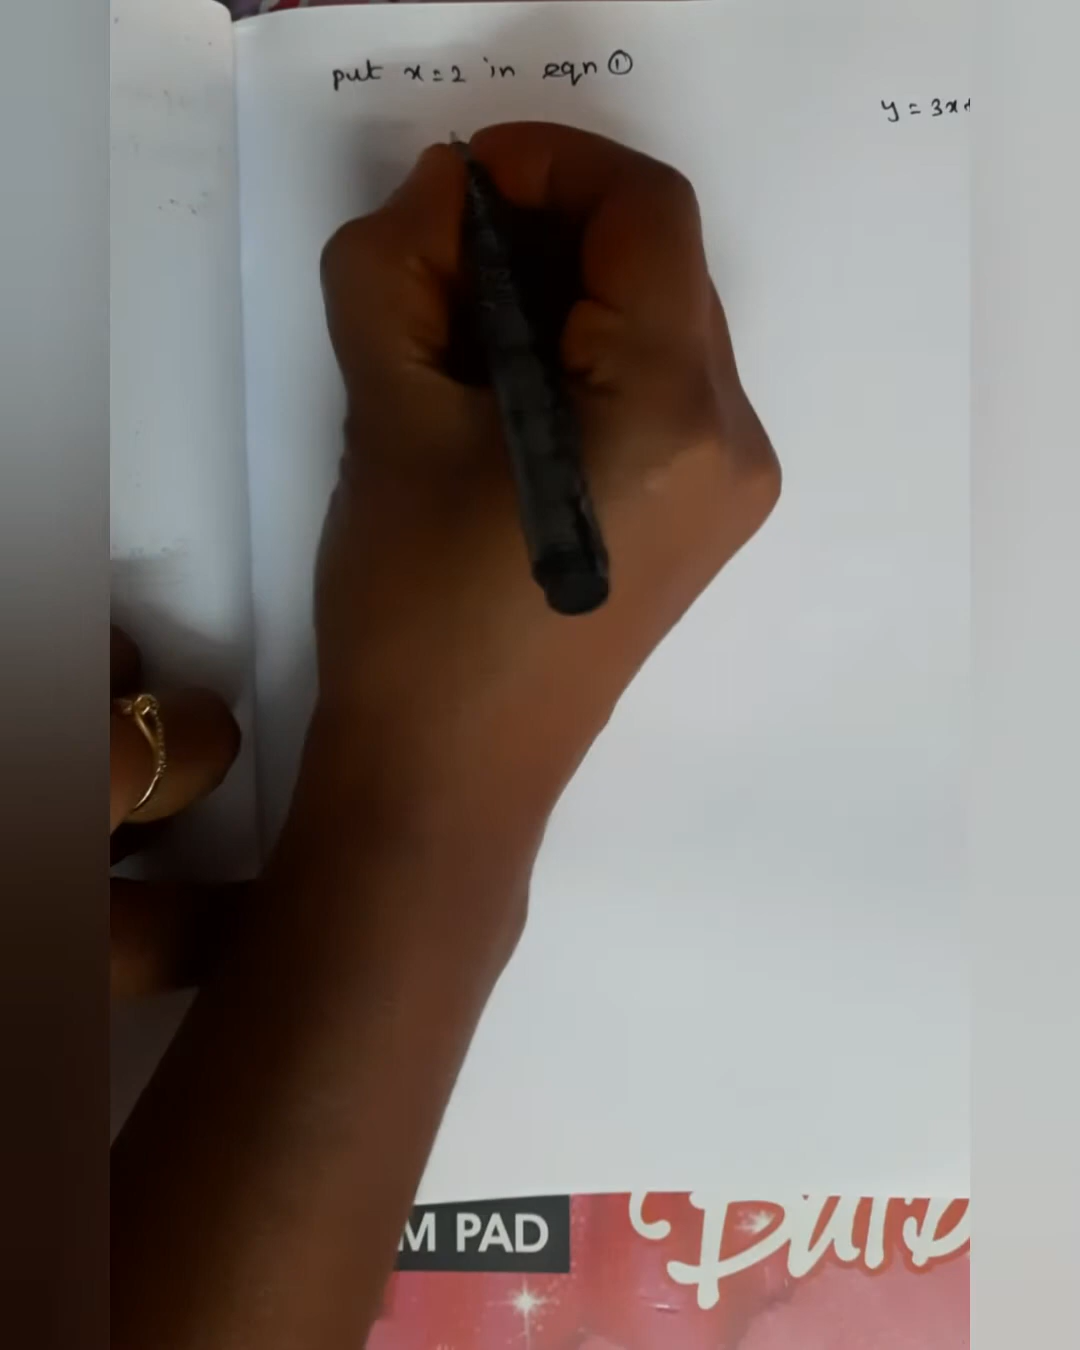 put x = 2 in eqn ①
y = 3x+
M PAD